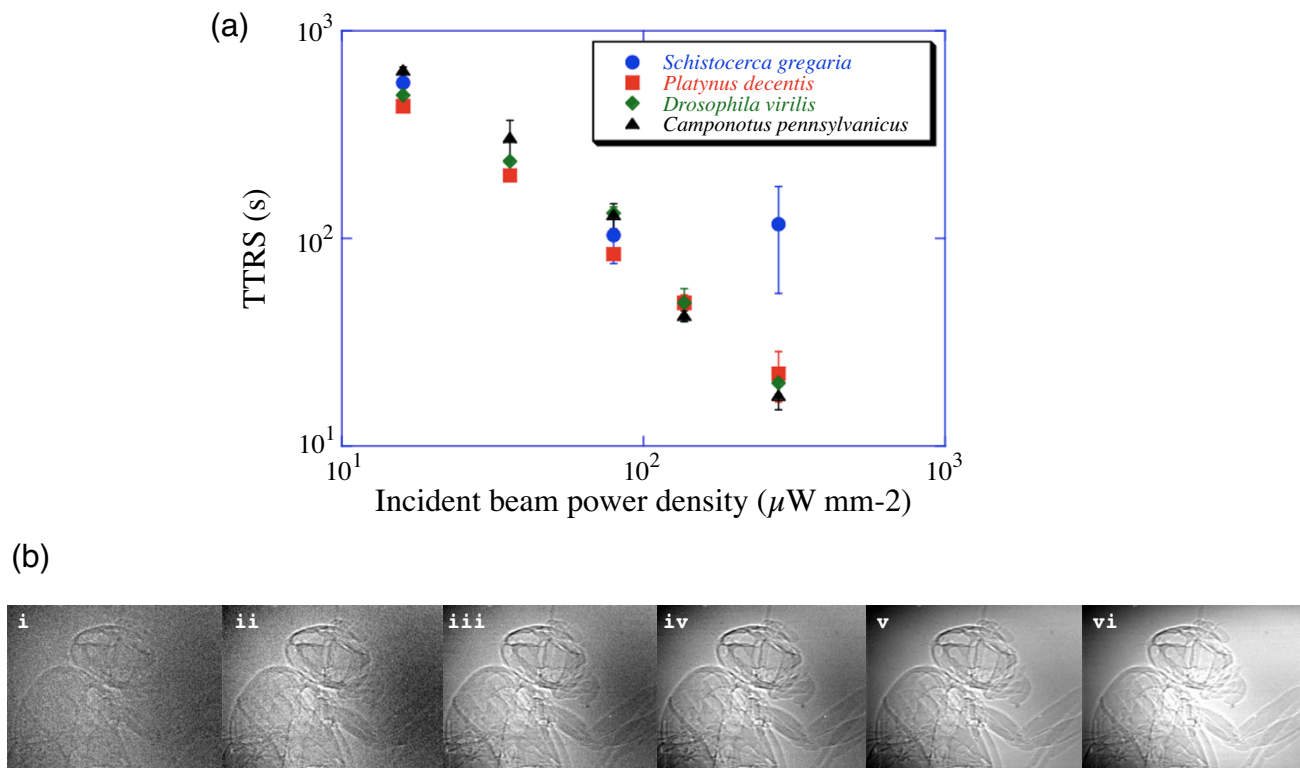 (a)
10³
Schistocerca gregaria
Platynus decentis
Drosophila virilis
Camponotus pennsylvanicus
TTRS (s)
10²
10¹
10¹ 10² 10³
Incident beam power density (µW mm-2)
(b)
i ii iii iv v vi